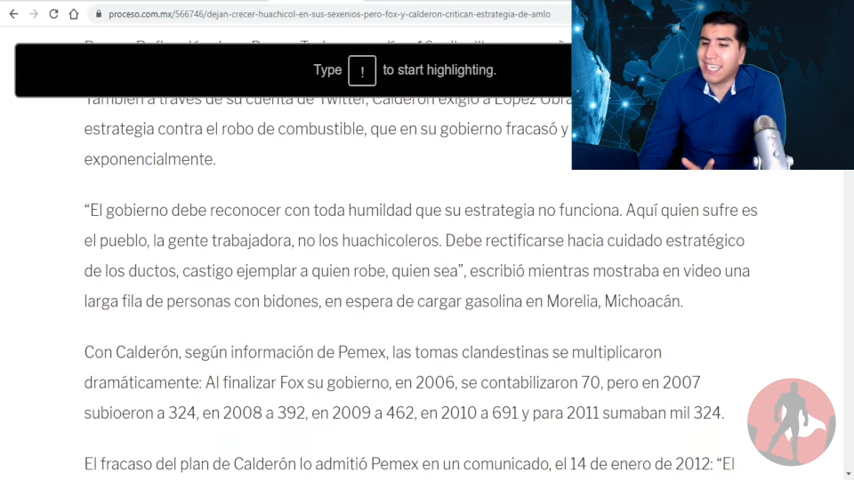 proceso.com.mx/566746/dejan-crecer-huachicol-en-sus-sexenios-pero-fox-y-calderon-critican-estrategia-de-amlo
Type ! to start highlighting.
También a través de su cuenta de Twitter, Calderón exigió a López Obra
estrategia contra el robo de combustible, que en su gobierno fracasó y
exponencialmente.
“El gobierno debe reconocer con toda humildad que su estrategia no funciona. Aquí quien sufre es
el pueblo, la gente trabajadora, no los huachicoleros. Debe rectificarse hacia cuidado estratégico
de los ductos, castigo ejemplar a quien robe, quien sea”, escribió mientras mostraba en video una
larga fila de personas con bidones, en espera de cargar gasolina en Morelia, Michoacán.
Con Calderón, según información de Pemex, las tomas clandestinas se multiplicaron
dramáticamente: Al finalizar Fox su gobierno, en 2006, se contabilizaron 70, pero en 2007
subioeron a 324, en 2008 a 392, en 2009 a 462, en 2010 a 691 y para 2011 sumaban mil 324.
El fracaso del plan de Calderón lo admitió Pemex en un comunicado, el 14 de enero de 2012: “El